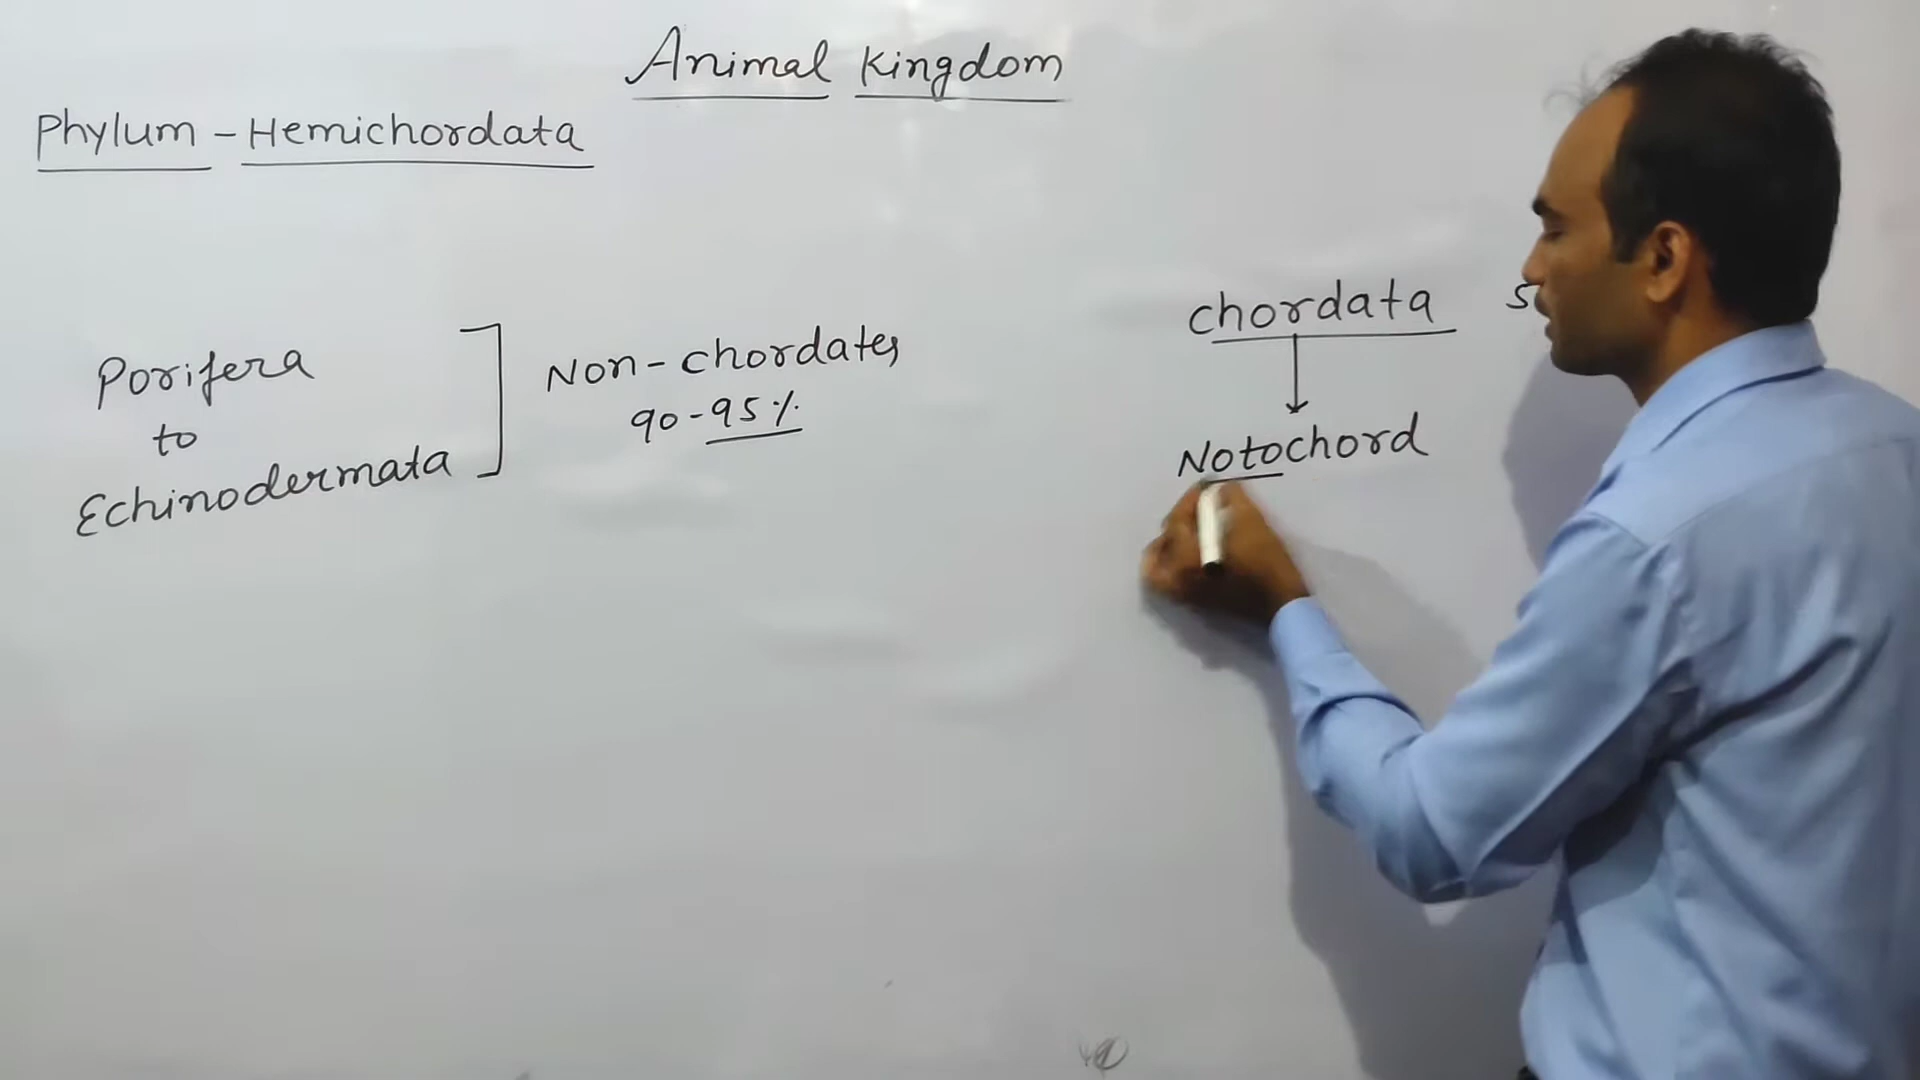 Animal Kingdom
Phylum - Hemichordata
Porifera
to
Echinodermata
Non-chordates
90-95%
chordata
Notochord